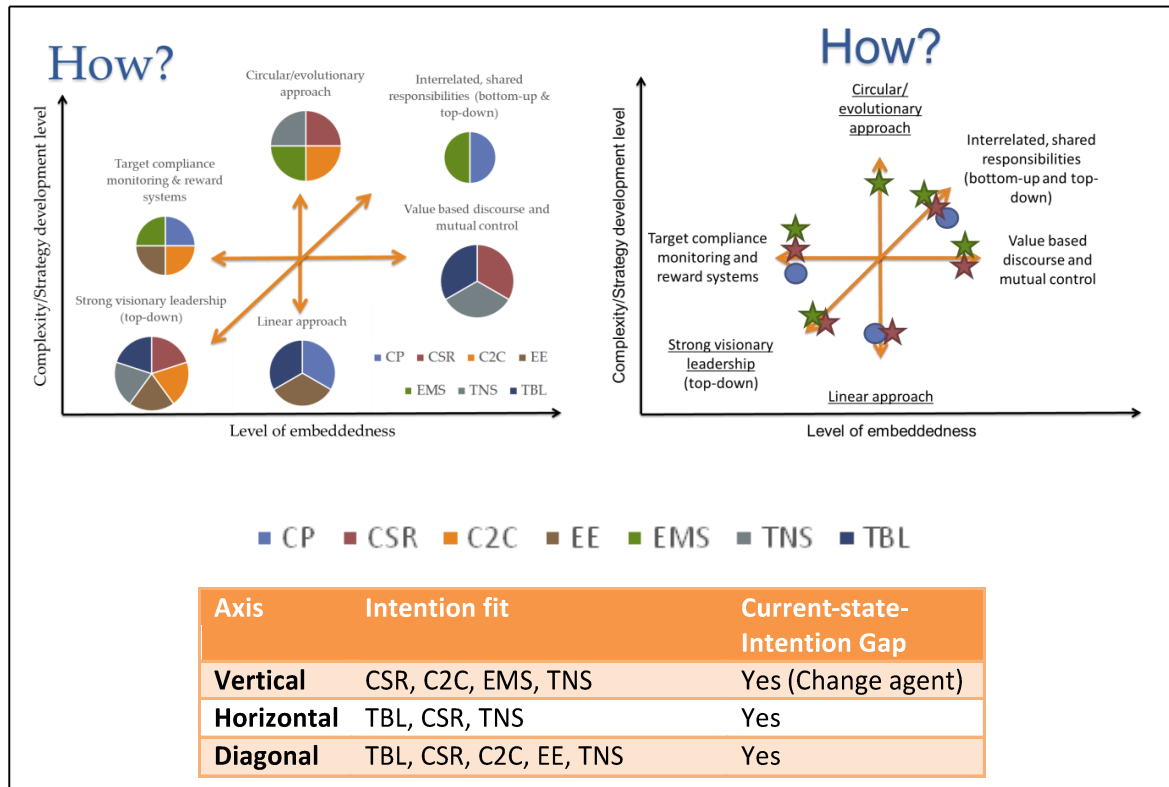 How?
Circular/evolutionary
approach
Interrelated, shared
responsibilities (bottom-up &
top-down)
Target compliance
monitoring & reward
systems
Value based discourse and
mutual control
Strong visionary leadership
(top-down)
Linear approach
CP CSR C2C EE
EMS TNS TBL
Complexity/Strategy development level
Level of embeddedness
How?
Circular/
evolutionary
approach
Interrelated, shared
responsibilities
(bottom-up and top-
down)
Target compliance
monitoring and
reward systems
Value based
discourse and
mutual control
Strong visionary
leadership
(top-down)
Linear approach
Complexity/Strategy development level
Level of embeddedness
CP CSR C2C EE EMS TNS TBL
Axis Intention fit Current-state-
Intention Gap
Vertical CSR, C2C, EMS, TNS Yes (Change agent)
Horizontal TBL, CSR, TNS Yes
Diagonal TBL, CSR, C2C, EE, TNS Yes